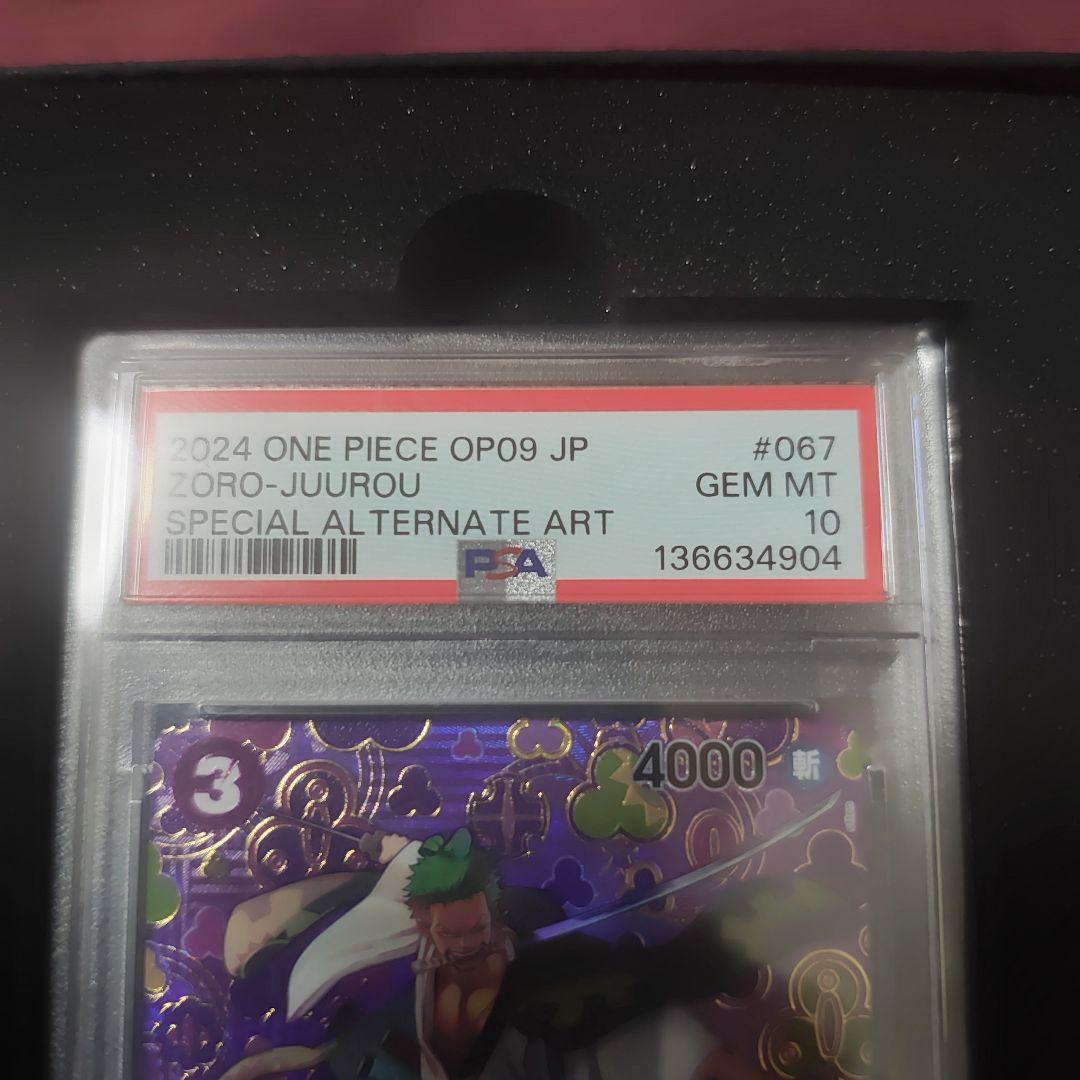 2024 ONE PIECE OP09 JP #067
ZORO-JUUROU GEM MT
SPECIAL ALTERNATE ART 10
PSA 136634904
3 4000 斬